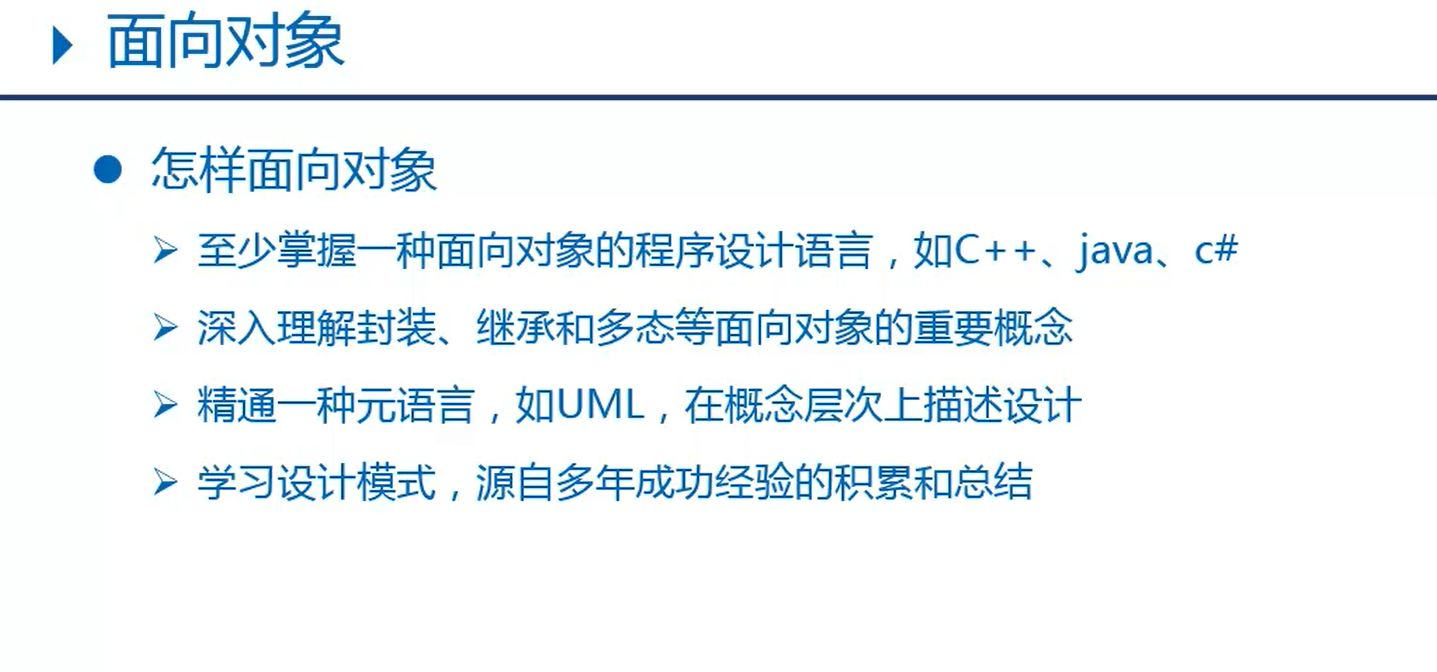 面向对象
怎样面向对象
至少掌握一种面向对象的程序设计语言，如C++、java、c#
深入理解封装、继承和多态等面向对象的重要概念
精通一种元语言，如UML，在概念层次上描述设计
学习设计模式，源自多年成功经验的积累和总结